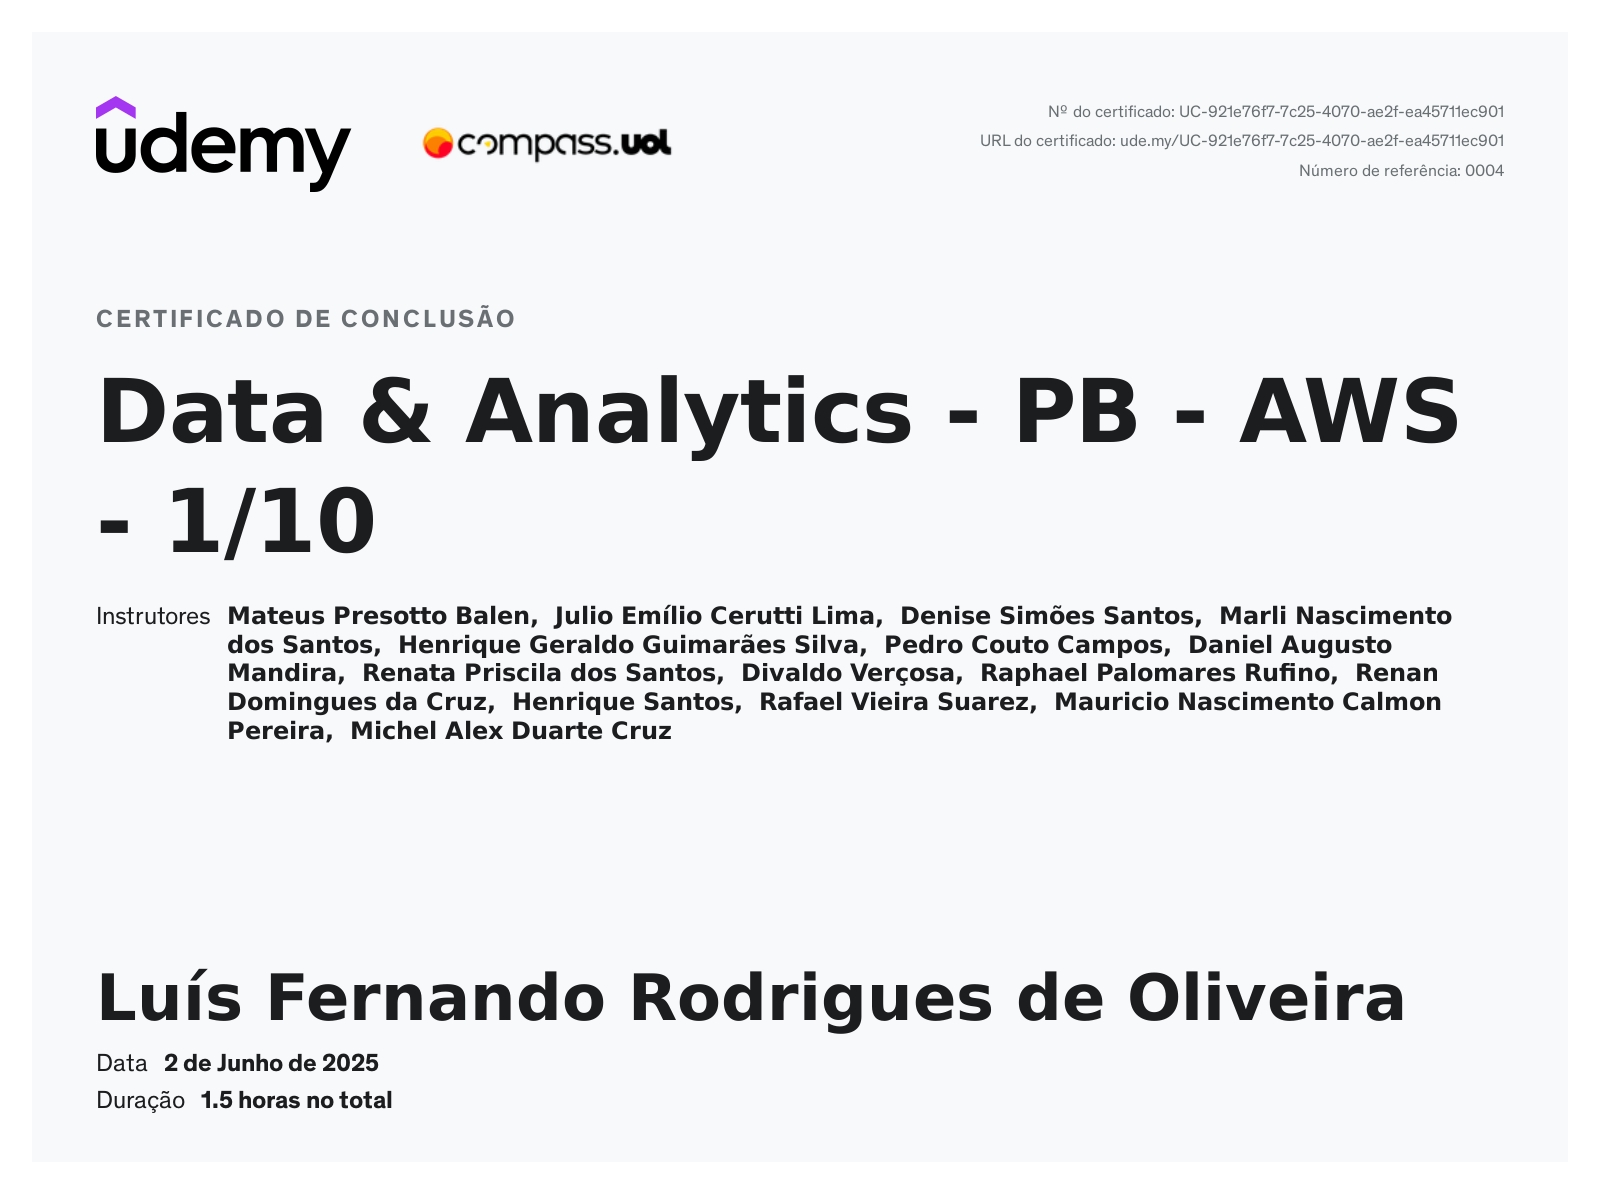 udemy
compass.uol
Nº do certificado: UC-921e76f7-7c25-4070-ae2f-ea45711ec901
URL do certificado: ude.my/UC-921e76f7-7c25-4070-ae2f-ea45711ec901
Número de referência: 0004
CERTIFICADO DE CONCLUSÃO
Data & Analytics - PB - AWS
- 1/10
Instrutores Mateus Presotto Balen, Julio Emílio Cerutti Lima, Denise Simões Santos, Marli Nascimento
dos Santos, Henrique Geraldo Guimarães Silva, Pedro Couto Campos, Daniel Augusto
Mandira, Renata Priscila dos Santos, Divaldo Verçosa, Raphael Palomares Rufino, Renan
Domingues da Cruz, Henrique Santos, Rafael Vieira Suarez, Mauricio Nascimento Calmon
Pereira, Michel Alex Duarte Cruz
Luís Fernando Rodrigues de Oliveira
Data 2 de Junho de 2025
Duração 1.5 horas no total